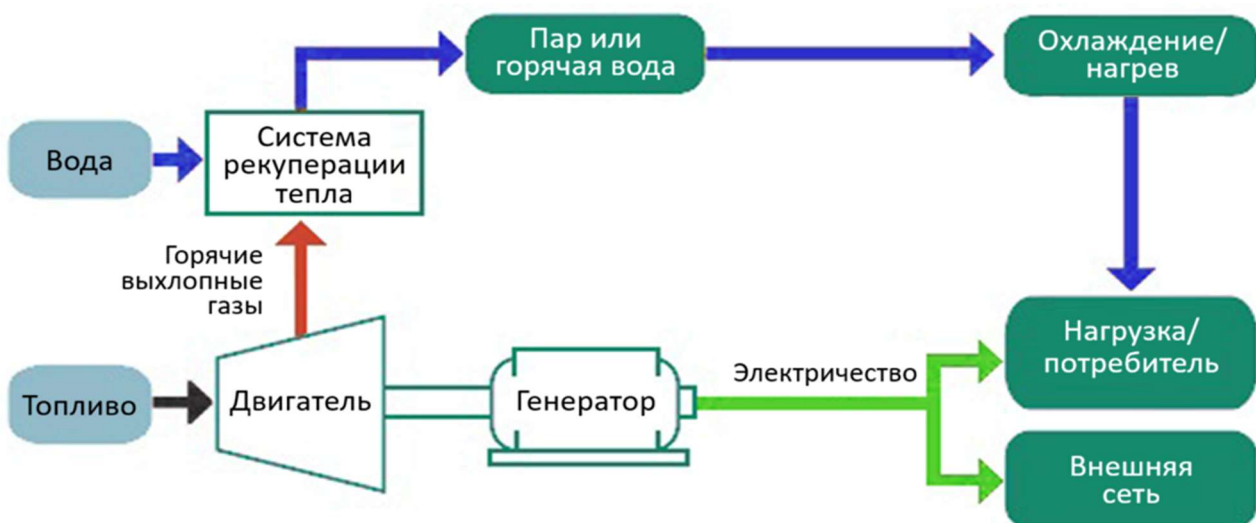 Пар или
горячая вода
Охлаждение/
нагрев
Вода
Система
рекуперации
тепла
Горячие
выхлопные
газы
Топливо
Двигатель
Генератор
Электричество
Нагрузка/
потребитель
Внешняя
сеть